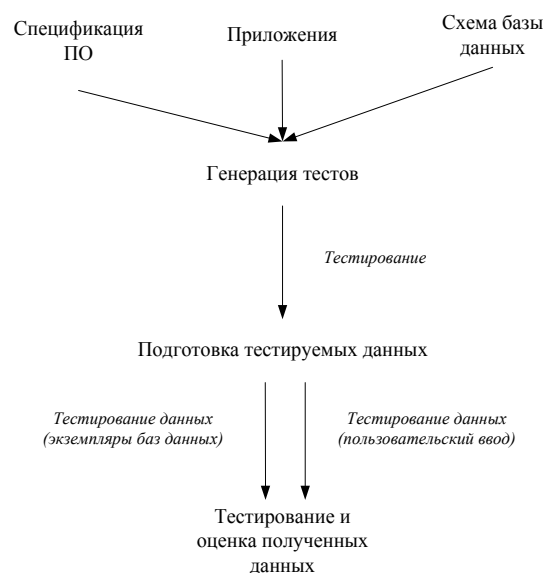 Спецификация
ПО
Приложения
Схема базы
данных
Генерация тестов
Тестирование
Подготовка тестируемых данных
Тестирование данных
(экземпляры баз данных)
Тестирование данных
(пользовательский ввод)
Тестирование и
оценка полученных
данных